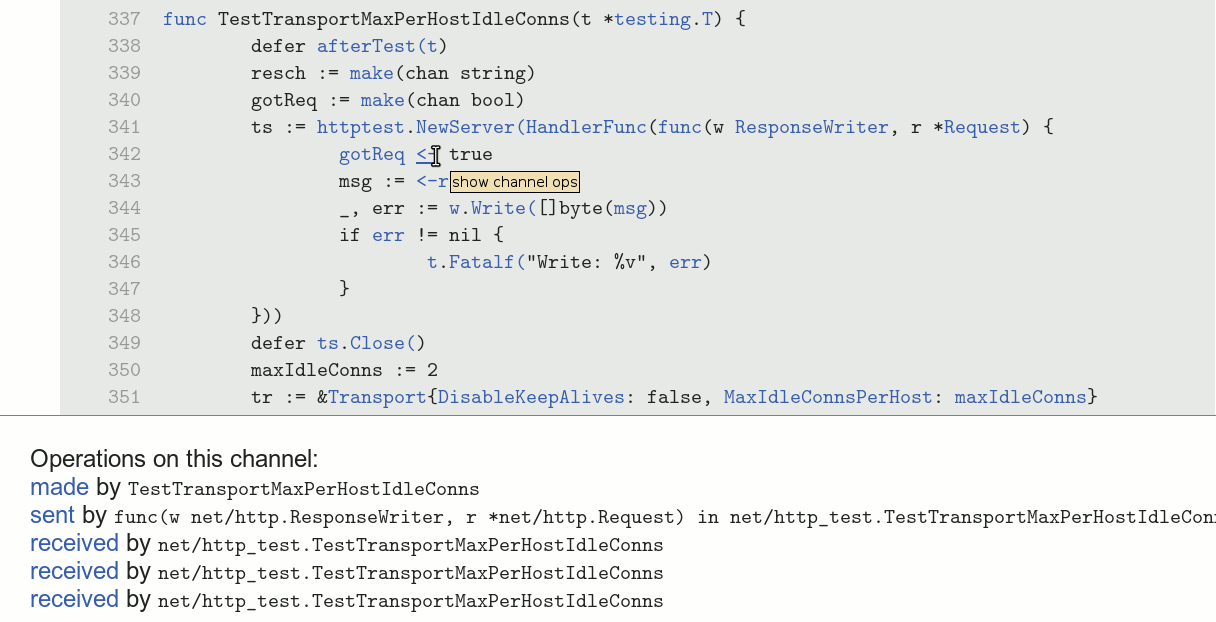 337 func TestTransportMaxPerHostIdleConns(t *testing.T) {
338 defer afterTest(t)
339 resch := make(chan string)
340 gotReq := make(chan bool)
341 ts := httptest.NewServer(HandlerFunc(func(w ResponseWriter, r *Request) {
342 gotReq <- true
343 msg := <-r
show channel ops
344 _, err := w.Write([]byte(msg))
345 if err != nil {
346 t.Fatalf("Write: %v", err)
347 }
348 }))
349 defer ts.Close()
350 maxIdleConns := 2
351 tr := &Transport{DisableKeepAlives: false, MaxIdleConnsPerHost: maxIdleConns}
Operations on this channel:
made by TestTransportMaxPerHostIdleConns
sent by func(w net/http.ResponseWriter, r *net/http.Request) in net/http_test.TestTransportMaxPerHostIdleCon
received by net/http_test.TestTransportMaxPerHostIdleConns
received by net/http_test.TestTransportMaxPerHostIdleConns
received by net/http_test.TestTransportMaxPerHostIdleConns